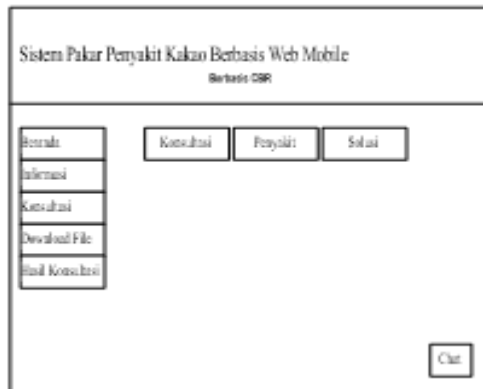 Sistem Pakar Penyakit Kakao Berbasis Web Mobile
Berbasis CBR
Beranda
Konsultasi
Penyakit
Solusi
Informasi
Konsultasi
Download File
Hasil Konsultasi
Chat